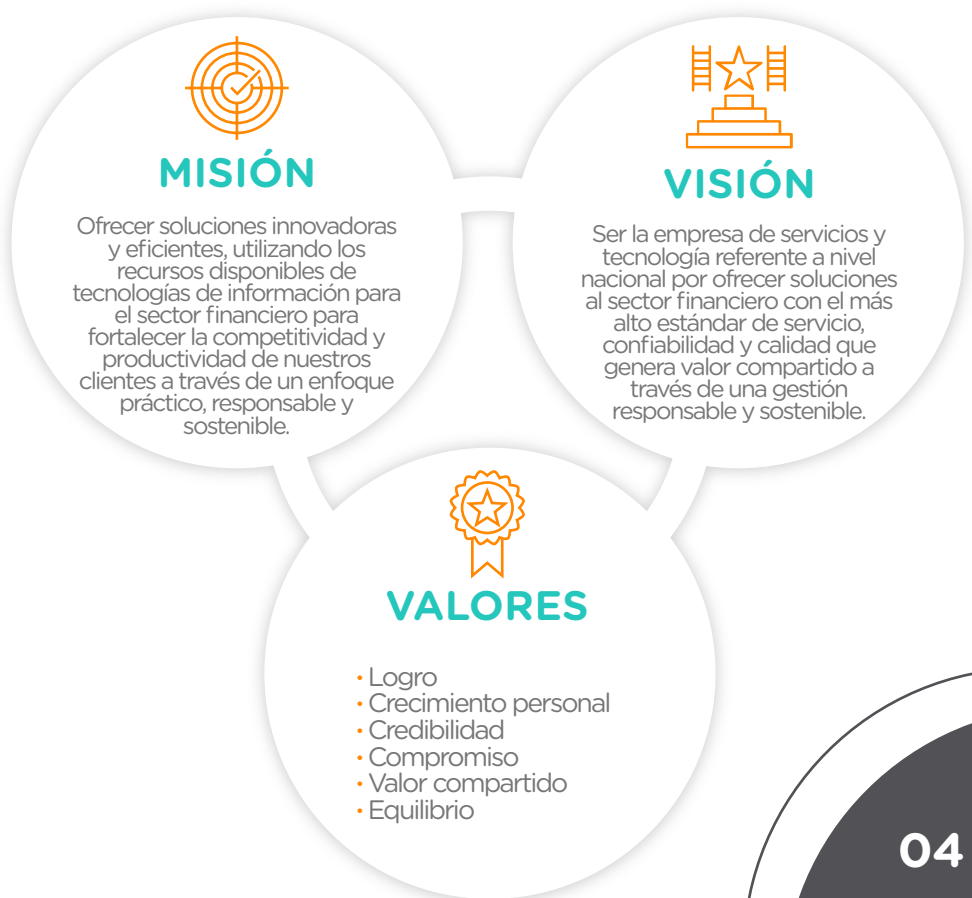 MISIÓN
Ofrecer soluciones innovadoras
y eficientes, utilizando los
recursos disponibles de
tecnologías de información para
el sector financiero para
fortalecer la competitividad y
productividad de nuestros
clientes a través de un enfoque
práctico, responsable y
sostenible.
VISIÓN
Ser la empresa de servicios y
tecnología referente a nivel
nacional por ofrecer soluciones
al sector financiero con el más
alto estándar de servicio,
confiabilidad y calidad que
genera valor compartido a
través de una gestión
responsable y sostenible.
VALORES
• Logro
• Crecimiento personal
• Credibilidad
• Compromiso
• Valor compartido
• Equilibrio
04